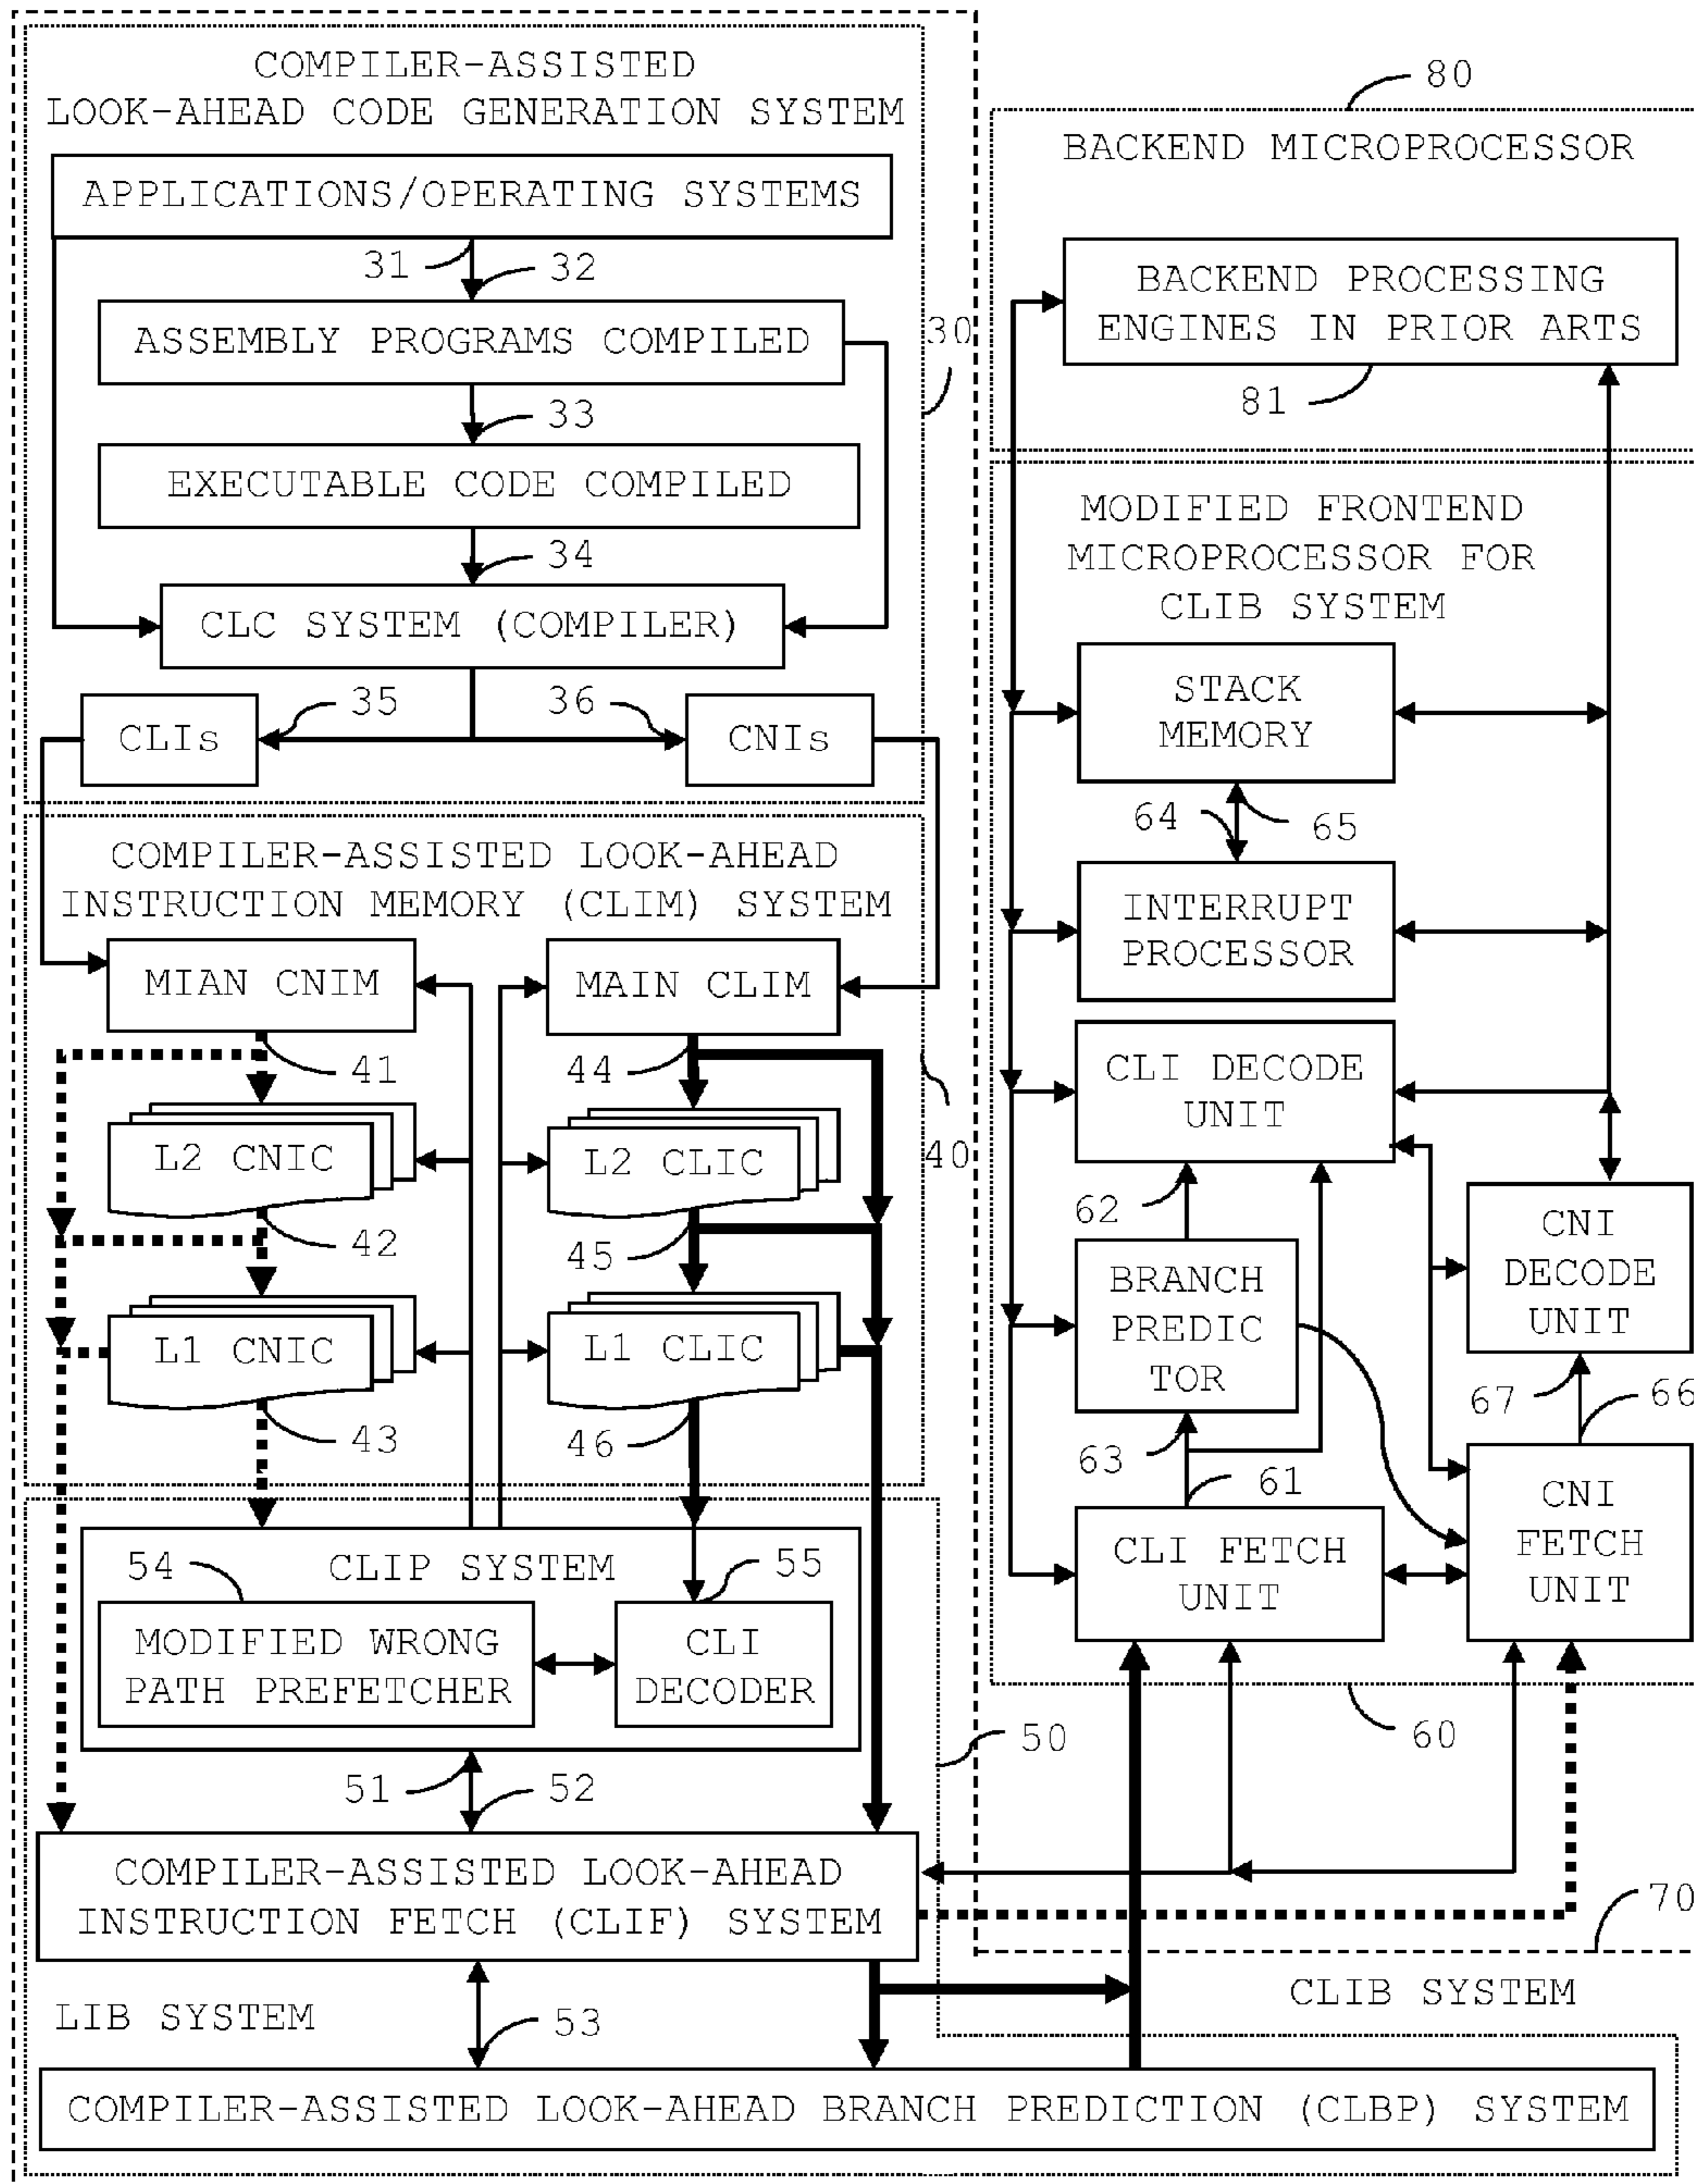 COMPILER-ASSISTED
LOOK-AHEAD CODE GENERATION SYSTEM
APPLICATIONS/OPERATING SYSTEMS
31
32
ASSEMBLY PROGRAMS COMPILED
30
33
EXECUTABLE CODE COMPILED
34
CLC SYSTEM (COMPILER)
35
36
CLIs
CNIs
COMPILER-ASSISTED LOOK-AHEAD
INSTRUCTION MEMORY (CLIM) SYSTEM
MIAN CNIM
MAIN CLIM
41
44
40
L2 CNIC
L2 CLIC
42
45
L1 CNIC
L1 CLIC
43
46
CLIP SYSTEM
54
55
MODIFIED WRONG
PATH PREFETCHER
CLI
DECODER
50
51
52
COMPILER-ASSISTED LOOK-AHEAD
INSTRUCTION FETCH (CLIF) SYSTEM
LIB SYSTEM
53
COMPILER-ASSISTED LOOK-AHEAD BRANCH PREDICTION (CLBP) SYSTEM
80
BACKEND MICROPROCESSOR
BACKEND PROCESSING
ENGINES IN PRIOR ARTS
81
MODIFIED FRONTEND
MICROPROCESSOR FOR
CLIB SYSTEM
STACK
MEMORY
64
65
INTERRUPT
PROCESSOR
CLI DECODE
UNIT
62
CNI
DECODE
UNIT
BRANCH
PREDIC
TOR
67
66
63
61
CLI FETCH
UNIT
CNI
FETCH
UNIT
60
70
CLIB SYSTEM